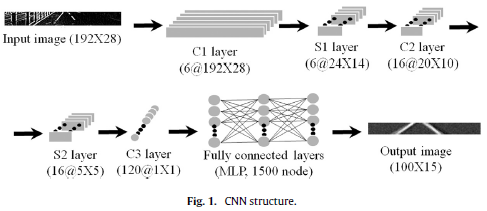 Input image (192X28)
C1 layer
(6@192X28)
S1 layer
(6@24X14)
C2 layer
(16@20X10)
S2 layer
(16@5X5)
C3 layer
(120@1X1)
Fully connected layers
(MLP, 1500 node)
Output image
(100X15)
Fig. 1. CNN structure.